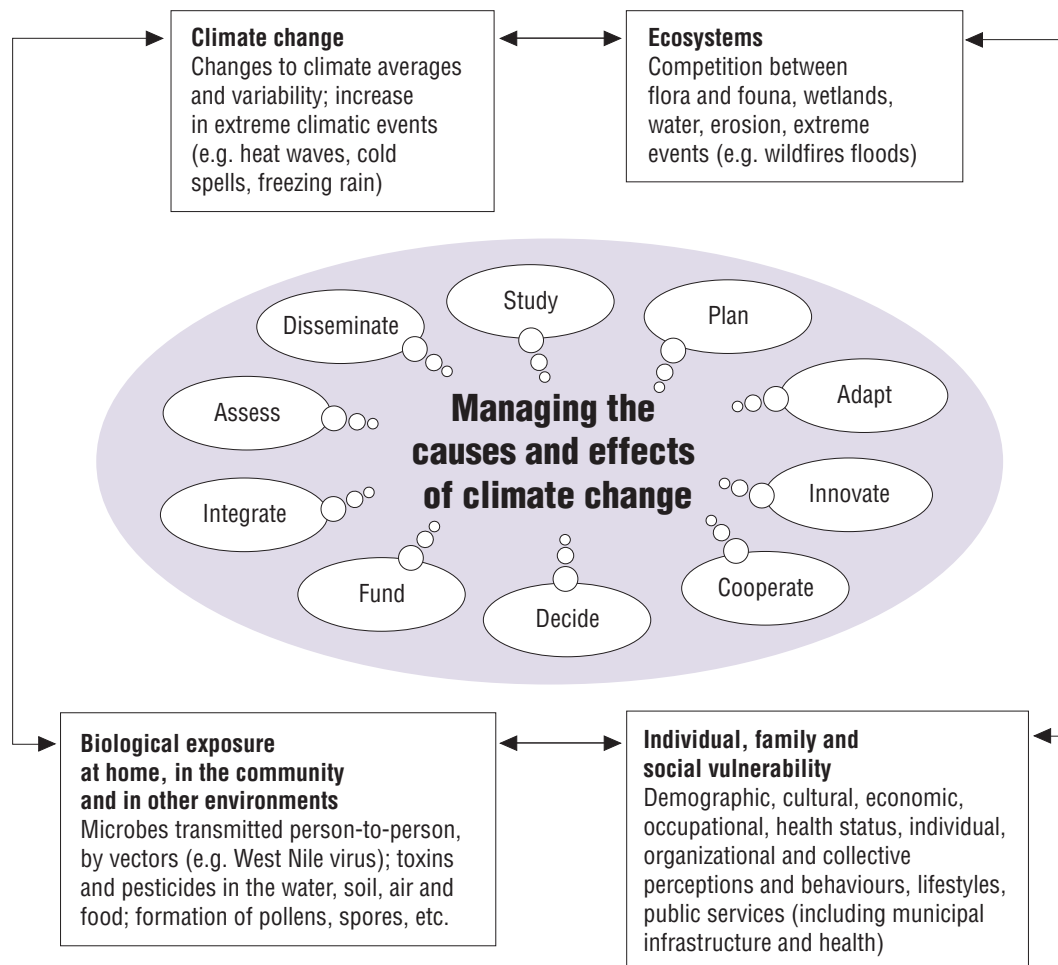 Climate change
Changes to climate averages
and variability; increase
in extreme climatic events
(e.g. heat waves, cold
spells, freezing rain)
Ecosystems
Competition between
flora and founa, wetlands,
water, erosion, extreme
events (e.g. wildfires floods)
Study
Plan
Disseminate
Adapt
Assess
Managing the
causes and effects
of climate change
Innovate
Integrate
Cooperate
Fund
Decide
Biological exposure
at home, in the community
and in other environments
Microbes transmitted person-to-person,
by vectors (e.g. West Nile virus); toxins
and pesticides in the water, soil, air and
food; formation of pollens, spores, etc.
Individual, family and
social vulnerability
Demographic, cultural, economic,
occupational, health status, individual,
organizational and collective
perceptions and behaviours, lifestyles,
public services (including municipal
infrastructure and health)